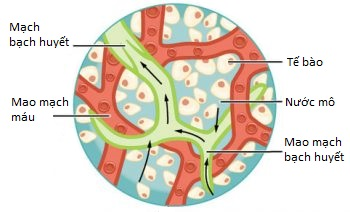 Mạch
bạch huyết
Mao mạch
máu
Tế bào
Nước mô
Mao mạch
bạch huyết